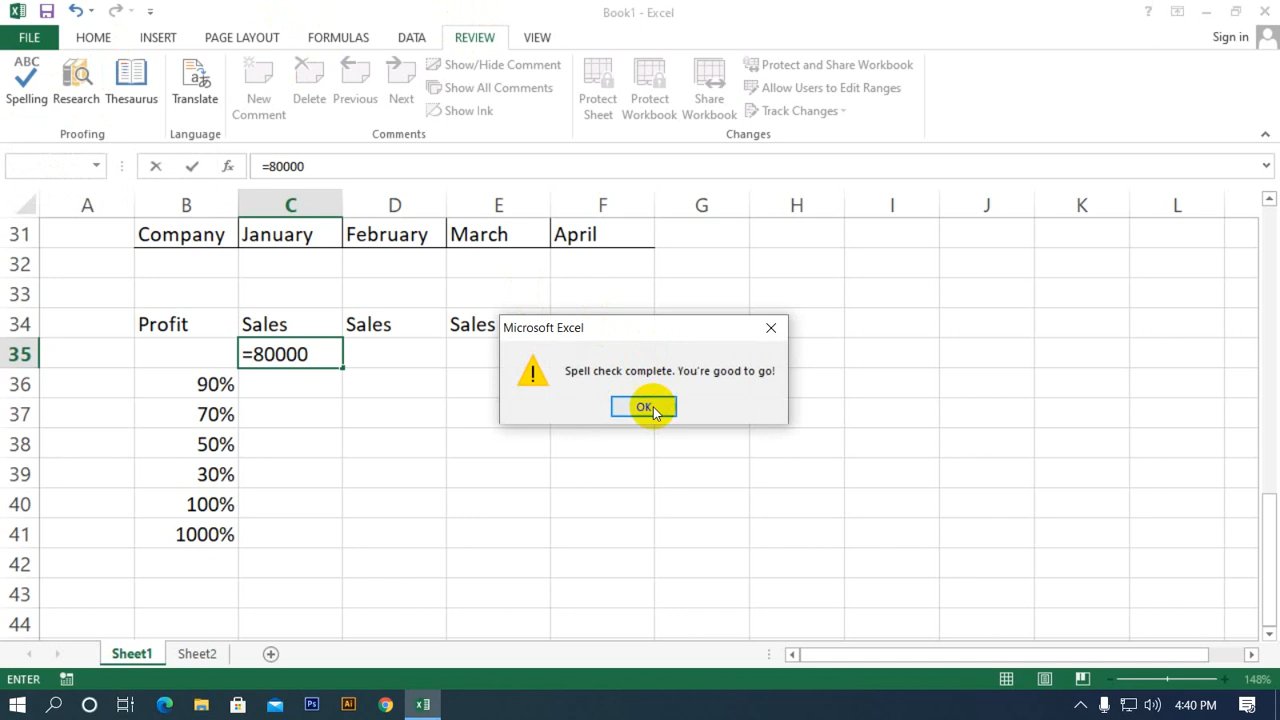 Book1 - Excel
?
FILE HOME INSERT PAGE LAYOUT FORMULAS DATA REVIEW VIEW Sign in
ABC
Spelling Research Thesaurus
Proofing
Translate
Language
New Comment
Delete
Previous
Next
Show/Hide Comment
Show All Comments
Show Ink
Comments
Protect Sheet
Protect Workbook
Share Workbook
Protect and Share Workbook
Allow Users to Edit Ranges
Track Changes
Changes
fx =80000
A B C D E F G H I J K L
31 Company January February March April
32
33
34 Profit Sales Sales Sales
35 =80000
36 90%
37 70%
38 50%
39 30%
40 100%
41 1000%
42
43
44
Microsoft Excel
Spell check complete. You're good to go!
OK
Sheet1 Sheet2
ENTER 148%
Ps Ai 4:40 PM